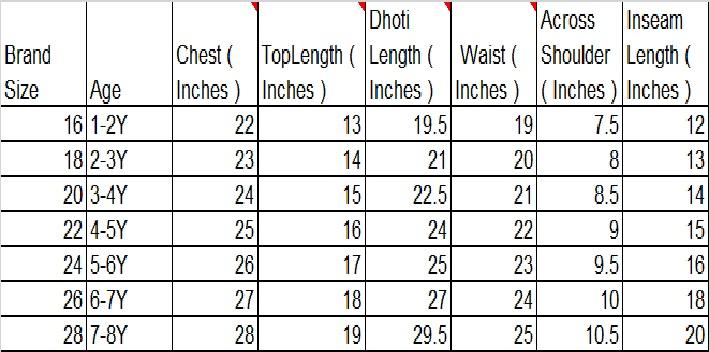 Brand Size Age Chest ( Inches ) TopLength ( Inches ) Dhoti Length ( Inches ) Waist ( Inches ) Across Shoulder ( Inches ) Inseam Length ( Inches )
16 1-2Y 22 13 19.5 19 7.5 12
18 2-3Y 23 14 21 20 8 13
20 3-4Y 24 15 22.5 21 8.5 14
22 4-5Y 25 16 24 22 9 15
24 5-6Y 26 17 25 23 9.5 16
26 6-7Y 27 18 27 24 10 18
28 7-8Y 28 19 29.5 25 10.5 20